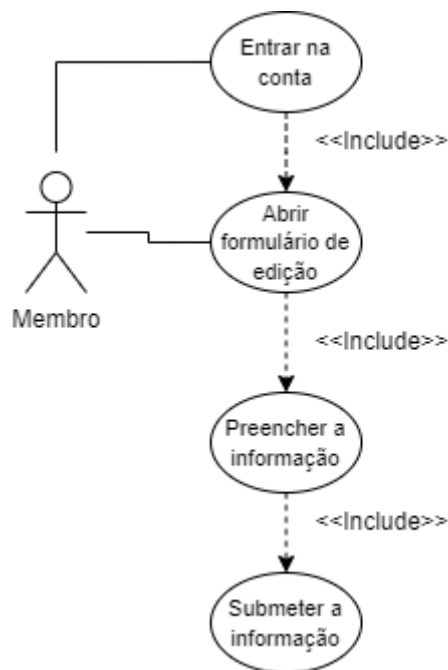 Entrar na
conta
<<Include>>
Abrir
formulário de
edição
Membro
<<Include>>
Preencher a
informação
<<Include>>
Submeter a
informação